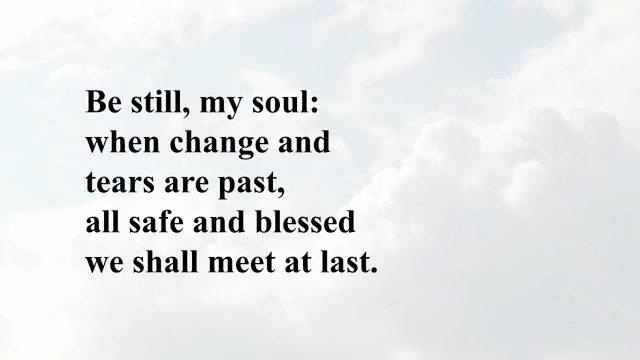 Be still, my soul:
when change and
tears are past,
all safe and blessed
we shall meet at last.